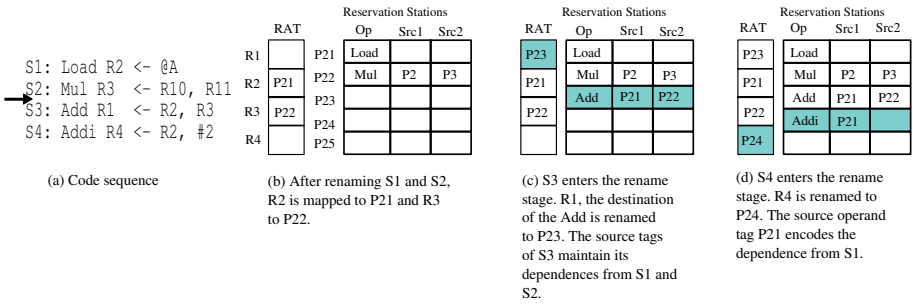 S1: Load R2 <- @A
S2: Mul R3 <- R10, R11
S3: Add R1 <- R2, R3
S4: Addi R4 <- R2, #2
(a) Code sequence
Reservation Stations
RAT Op Src1 Src2
R1 P21 Load
R2 P21 P22 Mul P2 P3
R3 P22 P23
R4 P24
P25
(b) After renaming S1 and S2,
R2 is mapped to P21 and R3
to P22.
Reservation Stations
RAT Op Src1 Src2
P23 Load
P21 Mul P2 P3
P22 Add P21 P22
(c) S3 enters the rename
stage. R1, the destination
of the Add is renamed
to P23. The source tags
of S3 maintain its
dependences from S1 and
S2.
Reservation Stations
RAT Op Src1 Src2
P23 Load
P21 Mul P2 P3
P22 Add P21 P22
P24 Addi P21
(d) S4 enters the rename
stage. R4 is renamed to
P24. The source operand
tag P21 encodes the
dependence from S1.